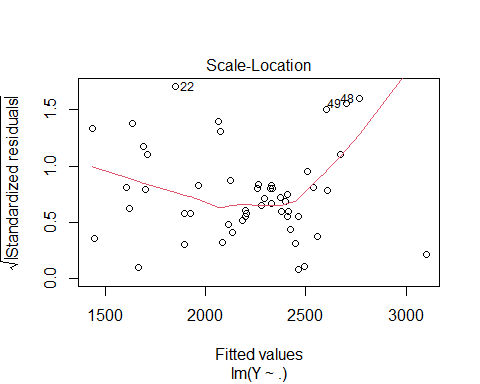 Scale-Location
√|Standardized residuals|
0.0 0.5 1.0 1.5
22
49 48
1500 2000 2500 3000
Fitted values
lm(Y ~ .)